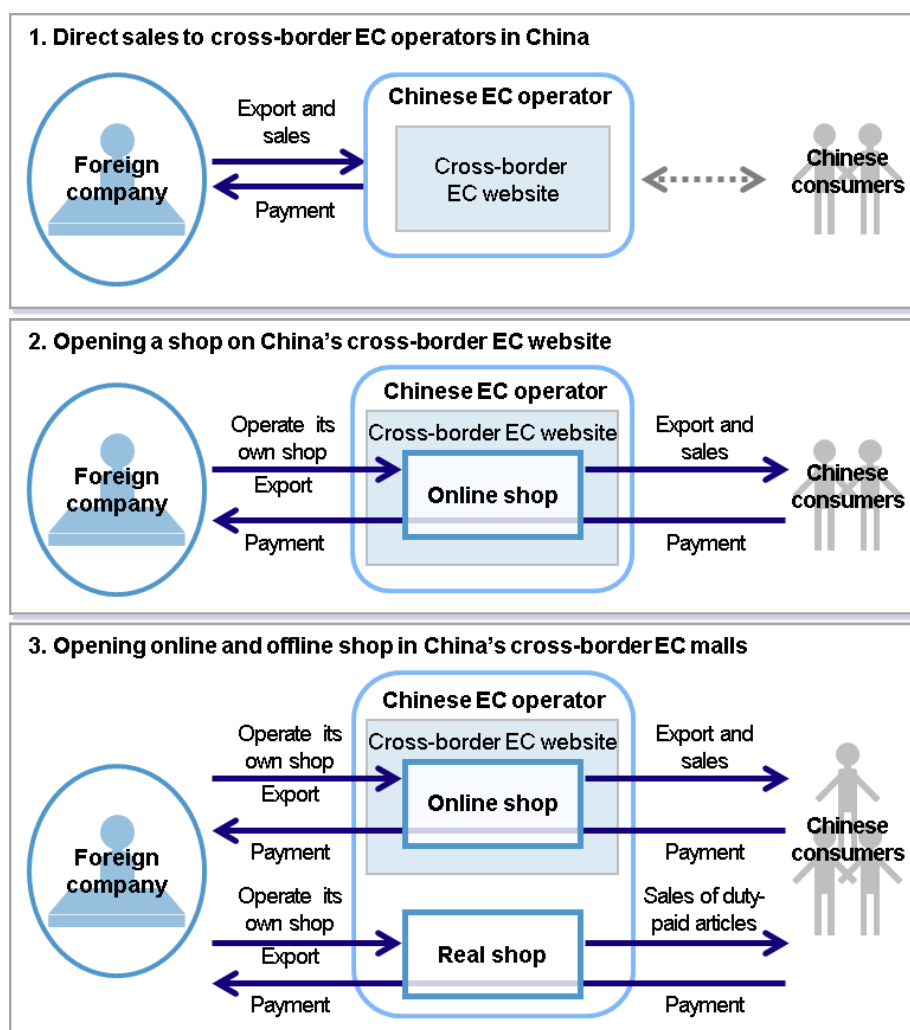 1. Direct sales to cross-border EC operators in China
Chinese EC operator
Export and
sales
Foreign
company
Cross-border
EC website
Chinese
consumers
Payment
2. Opening a shop on China's cross-border EC website
Chinese EC operator
Operate its
own shop
Cross-border EC website
Export and
sales
Foreign
company
Export
Online shop
Chinese
consumers
Payment
Payment
3. Opening online and offline shop in China's cross-border EC malls
Chinese EC operator
Operate its
own shop
Cross-border EC website
Export and
sales
Export
Online shop
Payment
Payment
Foreign
company
Chinese
consumers
Operate its
own shop
Sales of duty-
paid articles
Export
Real shop
Payment
Payment